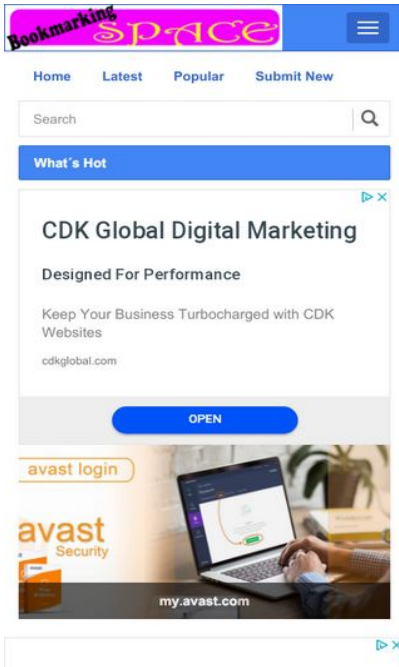 Bookmarking
SPACE
Home Latest Popular Submit New
Search
What´s Hot
CDK Global Digital Marketing
Designed For Performance
Keep Your Business Turbocharged with CDK
Websites
cdkglobal.com
OPEN
avast login
avast
Security
my.avast.com